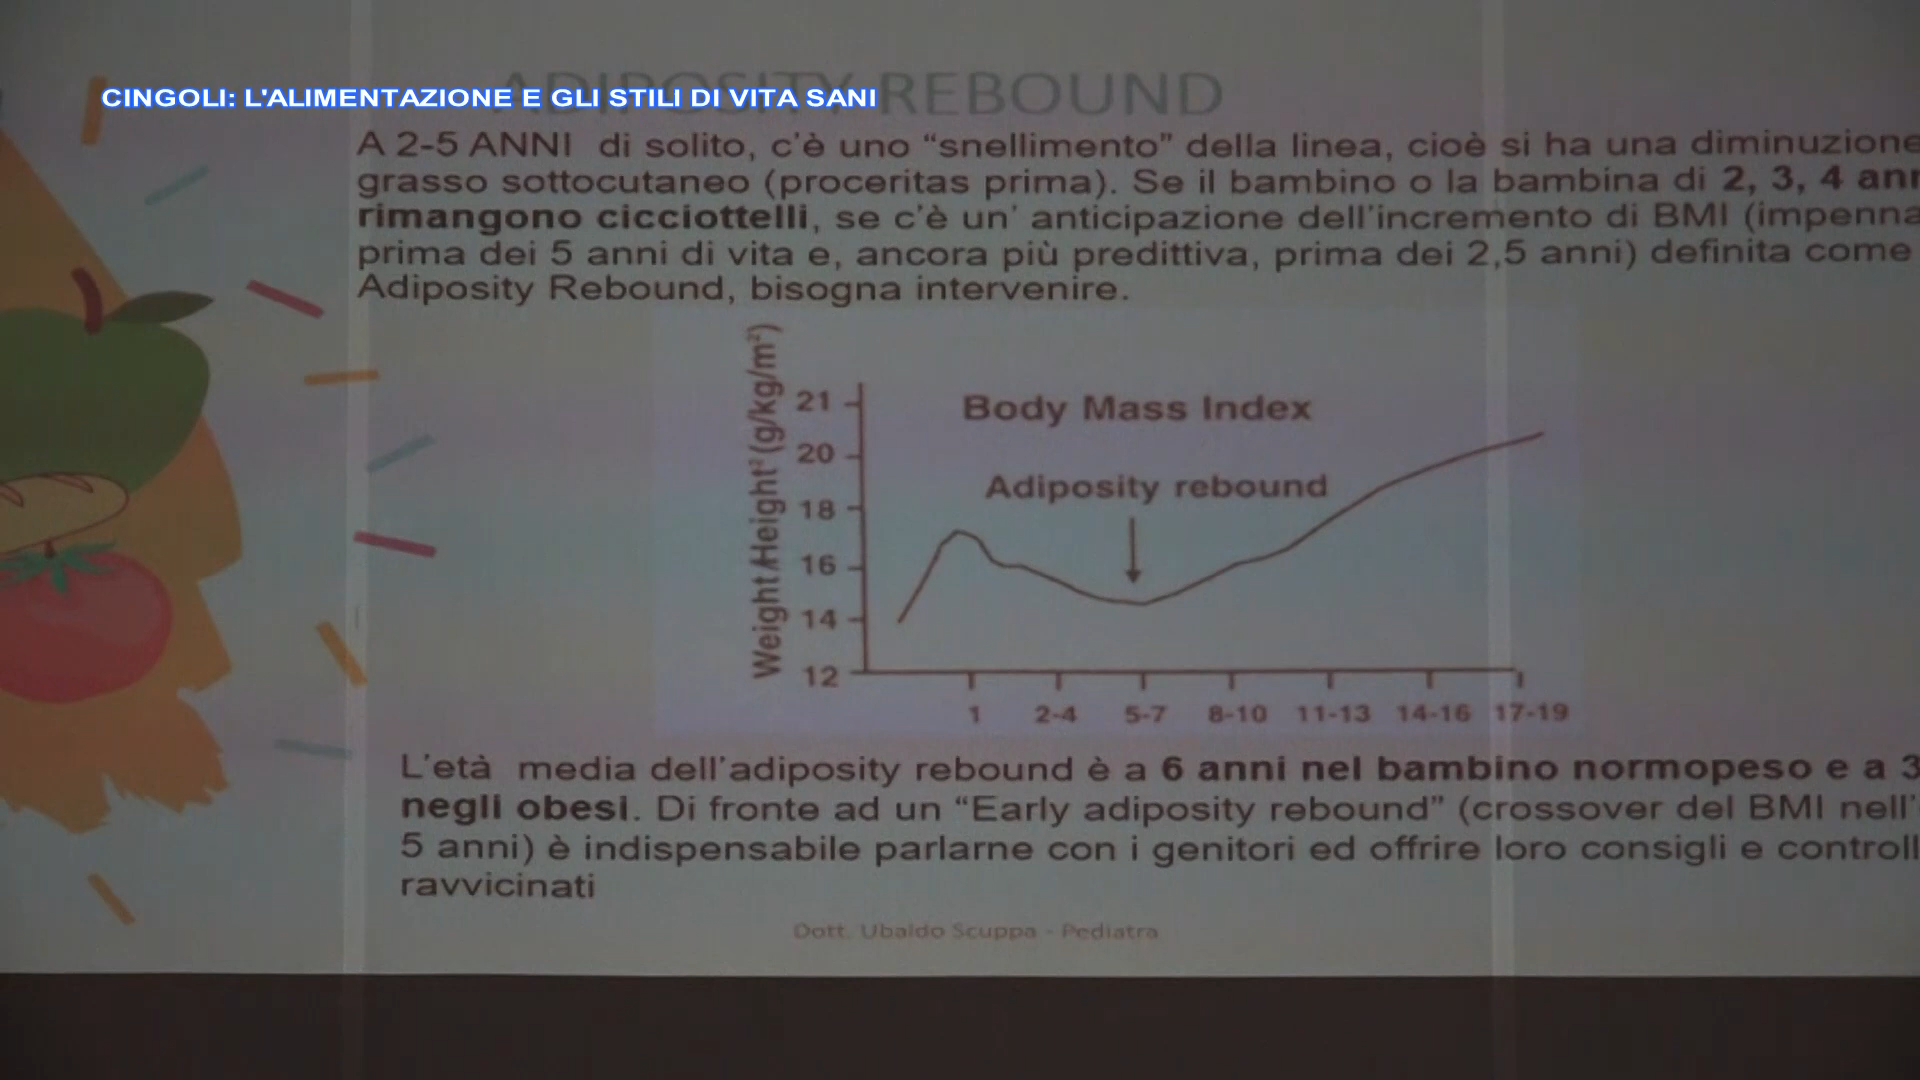 ADIPOSITY REBOUND
CINGOLI: L'ALIMENTAZIONE E GLI STILI DI VITA SANI
A 2-5 ANNI di solito, c'è uno “snellimento” della linea, cioè si ha una diminuzione
grasso sottocutaneo (proceritas prima). Se il bambino o la bambina di 2, 3, 4
rimangono cicciottelli, se c'è un' anticipazione dell'incremento di BMI
prima dei 5 anni di vita e, ancora più predittiva, prima dei 2,5 anni) definita come
Adiposity Rebound, bisogna intervenire.
Weight/Height² (g/kg/m²)
21
20
18
16
14
12
Body Mass Index
Adiposity rebound
1 2-4 5-7 8-10 11-13 14-16 17-19
L'età media dell'adiposity rebound è a 6 anni nel bambino normopeso e a 3
negli obesi. Di fronte ad un “Early adiposity rebound” (crossover del BMI
5 anni) è indispensabile parlarne con i genitori ed offrire loro consigli e
ravvicinati
Dott. Ubaldo Scuppa - Pediatra